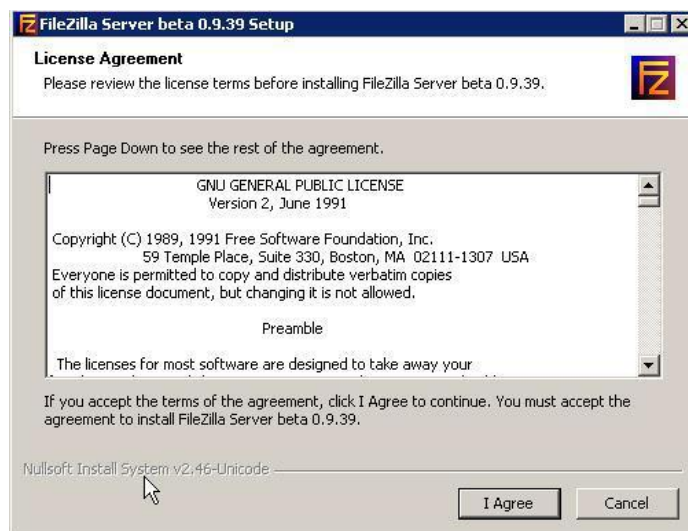 FileZilla Server beta 0.9.39 Setup
License Agreement
Please review the license terms before installing FileZilla Server beta 0.9.39.
Press Page Down to see the rest of the agreement.
GNU GENERAL PUBLIC LICENSE
Version 2, June 1991
Copyright (C) 1989, 1991 Free Software Foundation, Inc.
59 Temple Place, Suite 330, Boston, MA 02111-1307 USA
Everyone is permitted to copy and distribute verbatim copies
of this license document, but changing it is not allowed.
Preamble
The licenses for most software are designed to take away your
If you accept the terms of the agreement, click I Agree to continue. You must accept the
agreement to install FileZilla Server beta 0.9.39.
Nullsoft Install System v2.46-Unicode
I Agree
Cancel